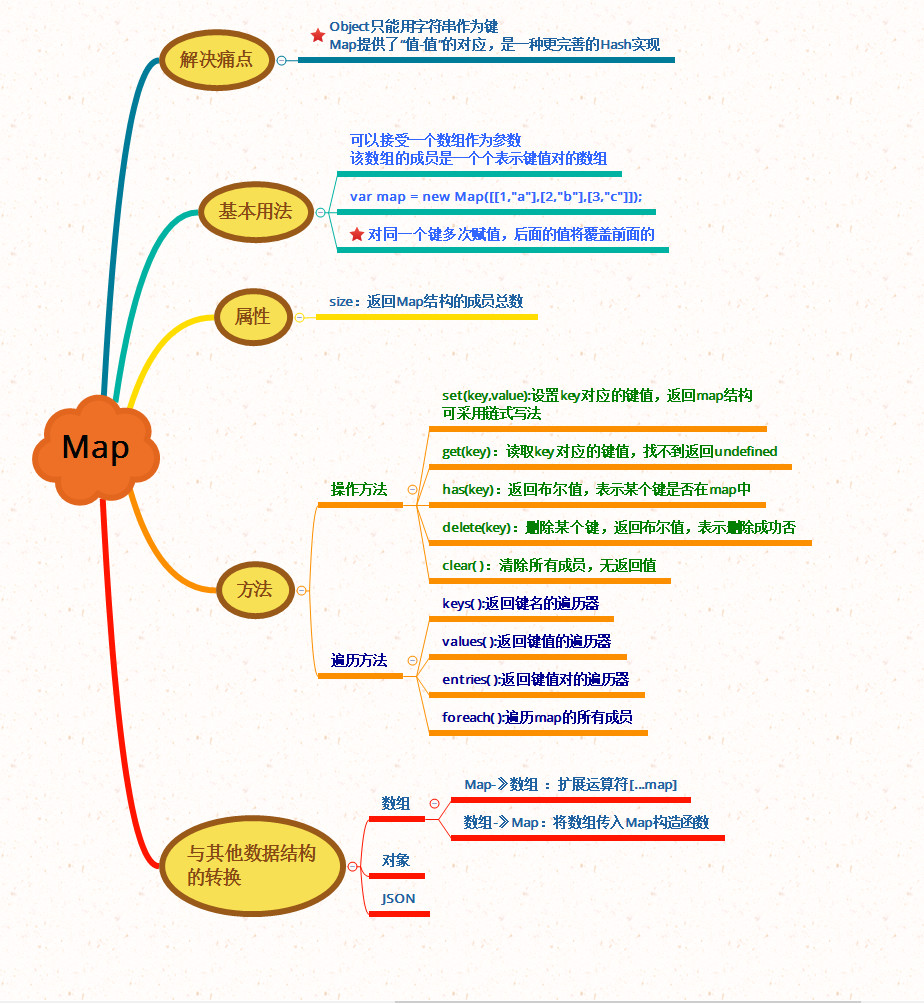 解决痛点
Object只能用字符串作为键
Map提供了“值-值”的对应，是一种更完善的Hash实现
基本用法
可以接受一个数组作为参数
该数组的成员是一个个表示键值对的数组
var map = new Map([[1,"a"],[2,"b"],[3,"c"]]);
对同一个键多次赋值，后面的值将覆盖前面的
属性
size：返回Map结构的成员总数
Map
方法
操作方法
set(key,value):设置key对应的键值，返回map结构
可采用链式写法
get(key)：读取key对应的键值，找不到返回undefined
has(key)：返回布尔值，表示某个键是否在map中
delete(key)：删除某个键，返回布尔值，表示删除成功否
clear( )：清除所有成员，无返回值
遍历方法
keys( ):返回键名的遍历器
values( ):返回键值的遍历器
entries( ):返回键值对的遍历器
foreach( ):遍历map的所有成员
与其他数据结构
的转换
数组
Map-》数组 ：扩展运算符[...map]
数组-》Map：将数组传入Map构造函数
对象
JSON